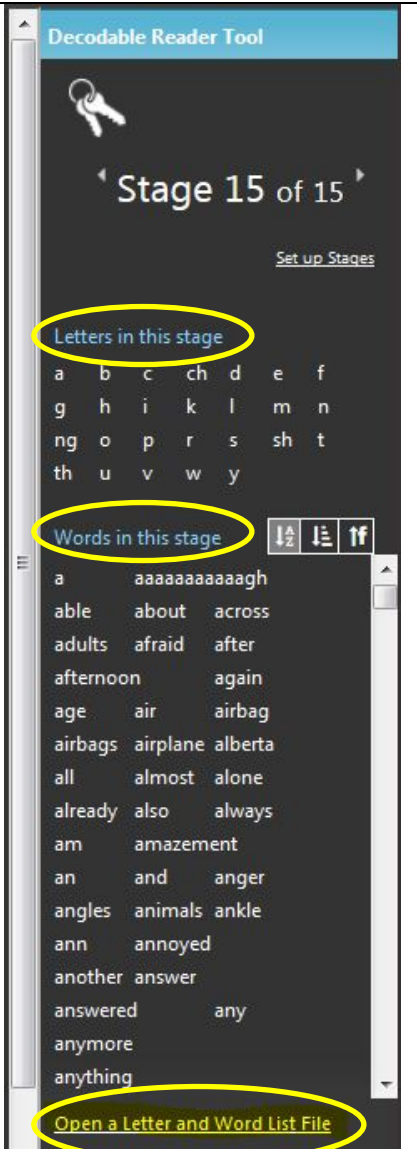 Decodable Reader Tool
Stage 15 of 15
Set up Stages
Letters in this stage
a b c ch d e f
g h i k l m n
ng o p r s sh t
th u v w y
Words in this stage
a aaaaaaaaaaagh
able about across
adults afraid after
afternoon again
age air airbag
airbags airplane alberta
all almost alone
already also always
am amazement
an and anger
angles animals ankle
ann annoyed
another answer
answered any
anymore
anything
Open a Letter and Word List File